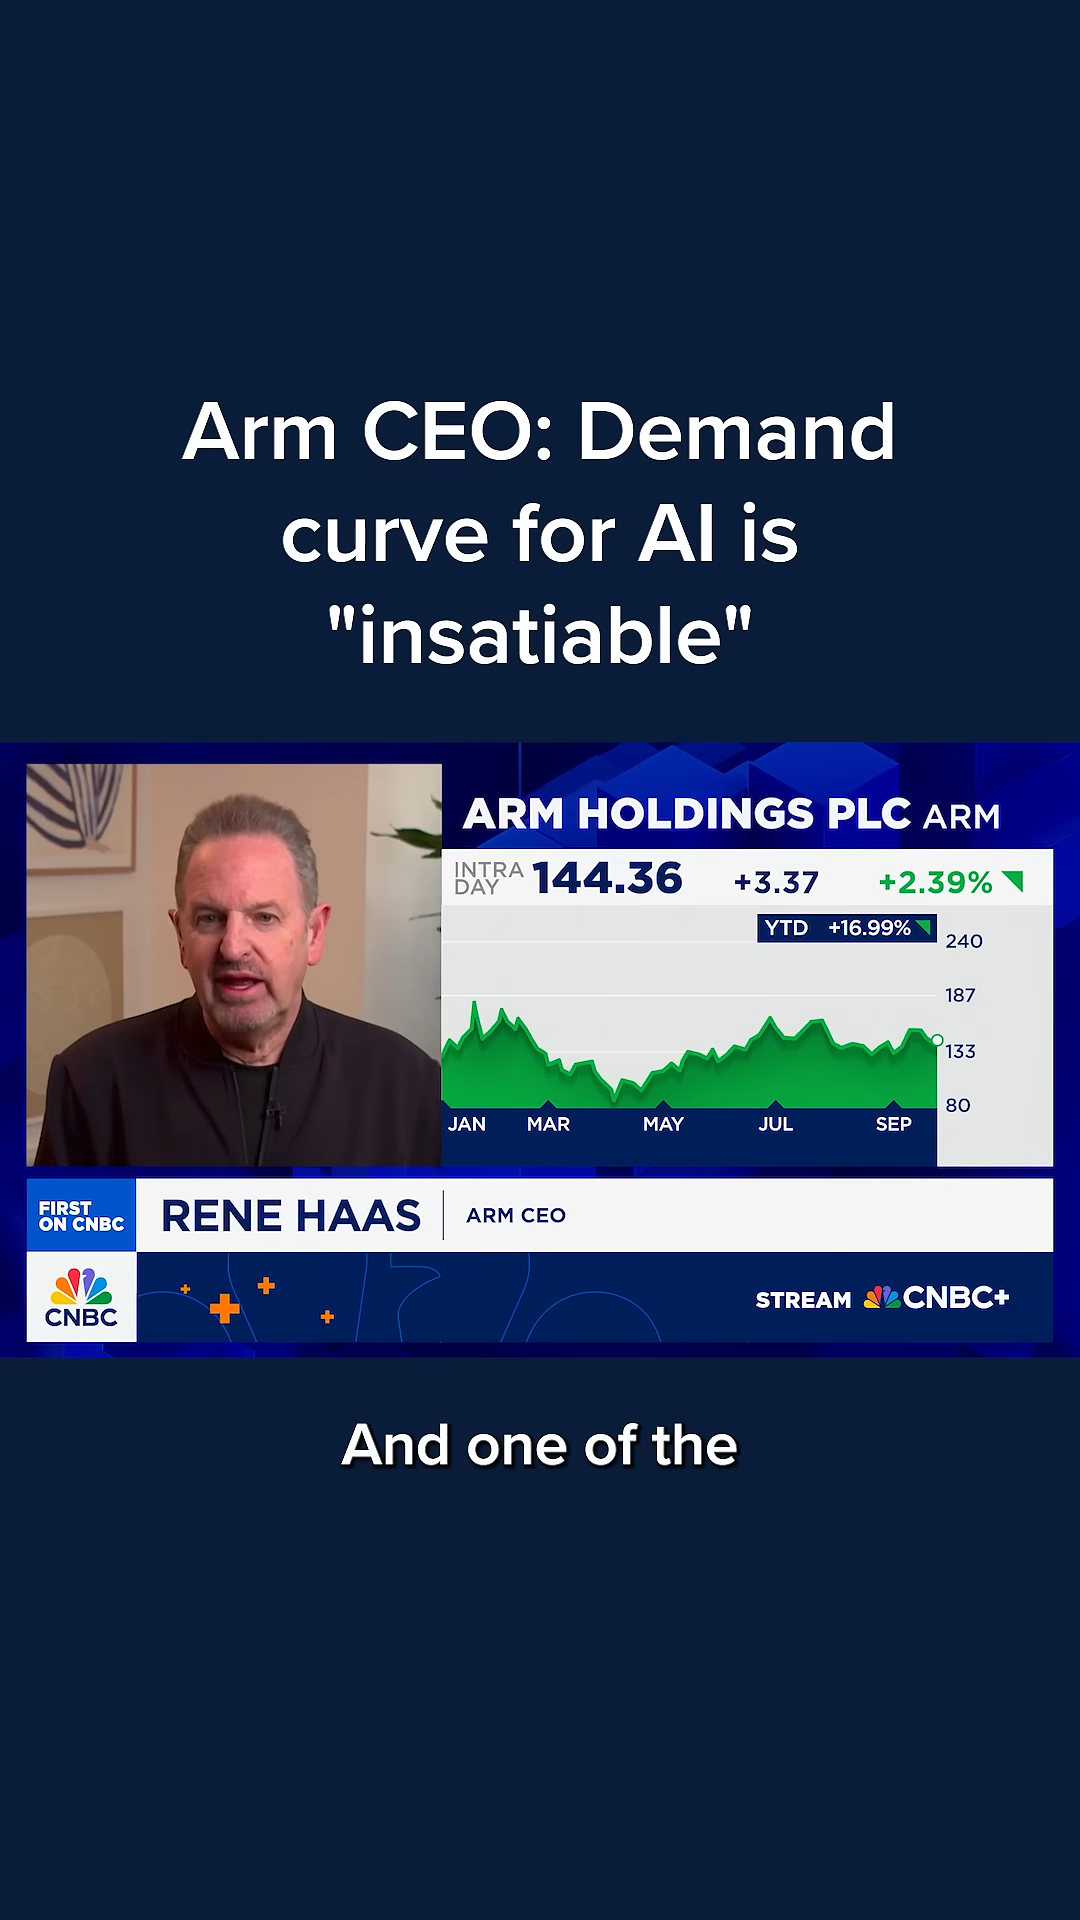 Arm CEO: Demand
curve for AI is
"insatiable"
ARM HOLDINGS PLC ARM
INTRA
DAY
144.36 +3.37 +2.39%
YTD +16.99%
240
187
133
80
JAN MAR MAY JUL SEP
FIRST
ON CNBC
RENE HAAS
ARM CEO
CNBC
STREAM CNBC+
And one of the